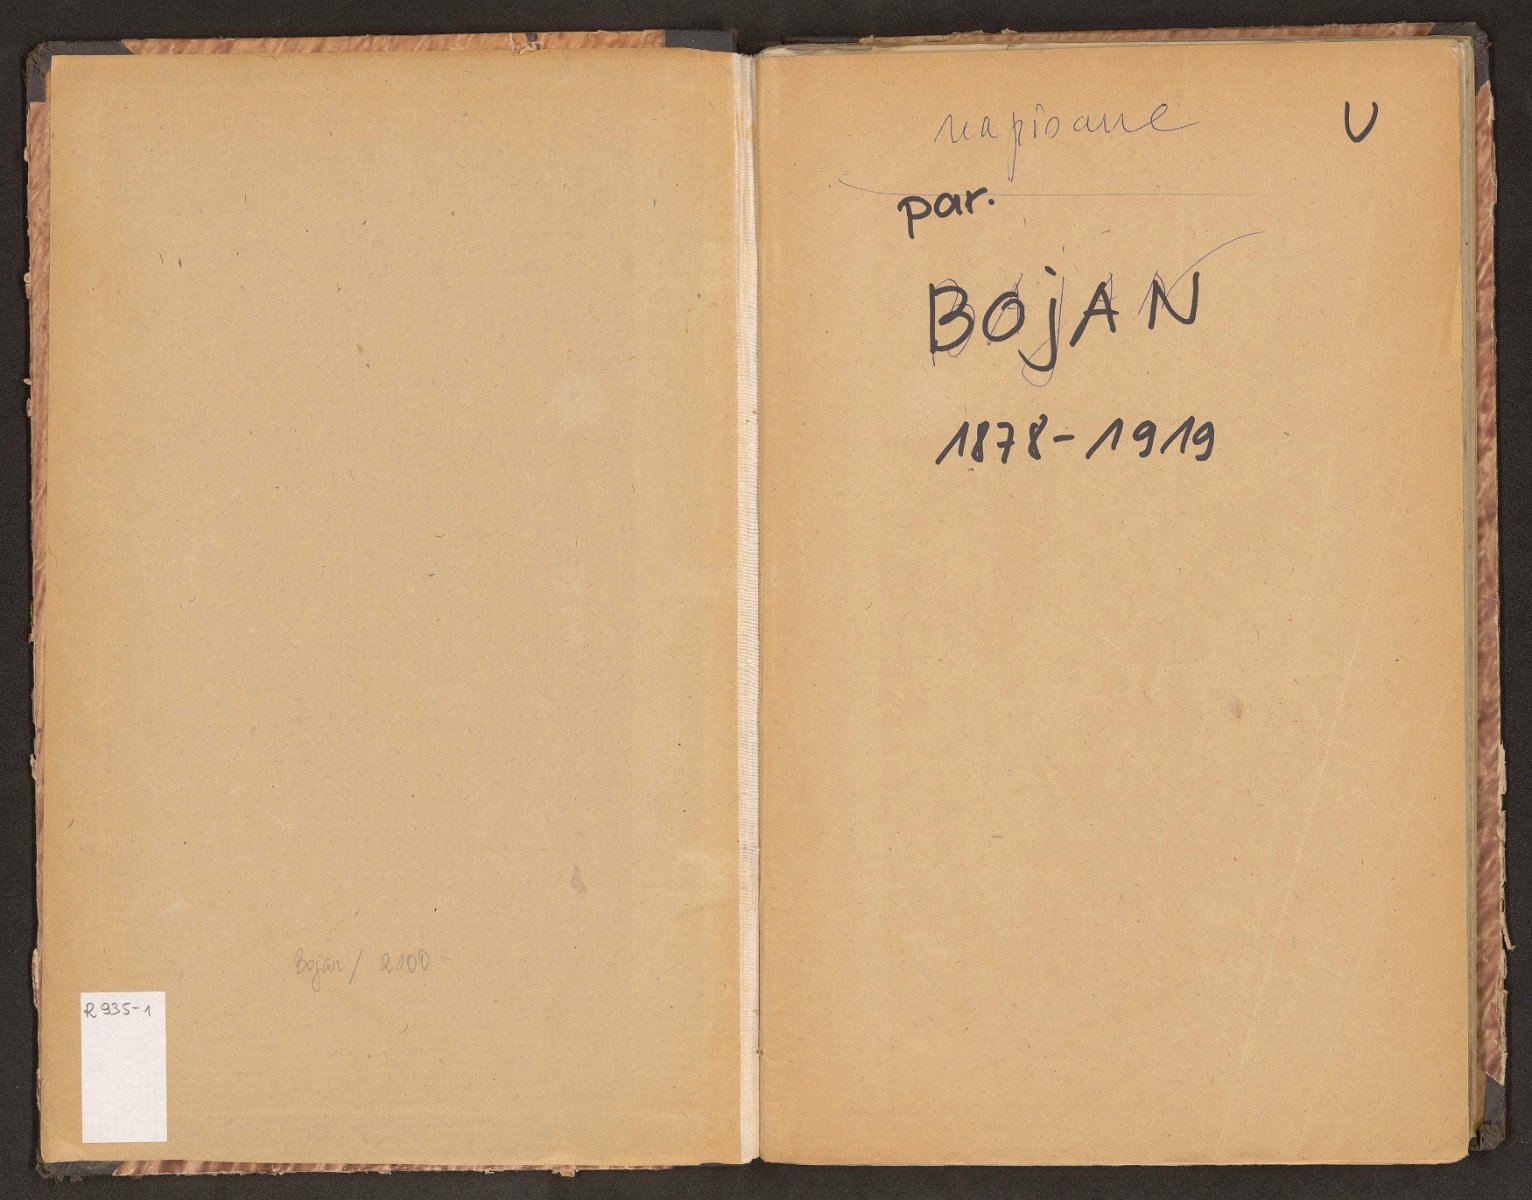 Bojan / 2100
R 935-1
napisane
U
par.
BOjAN
1878-1919